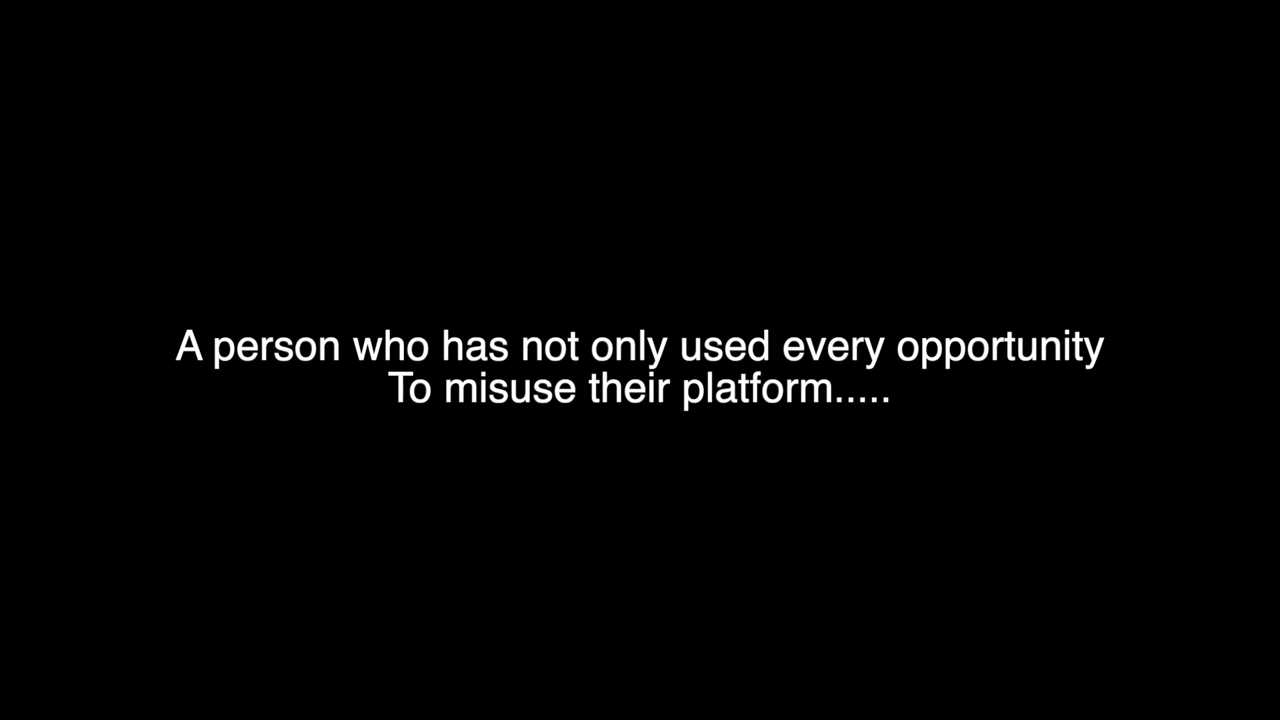 A person who has not only used every opportunity
To misuse their platform.....